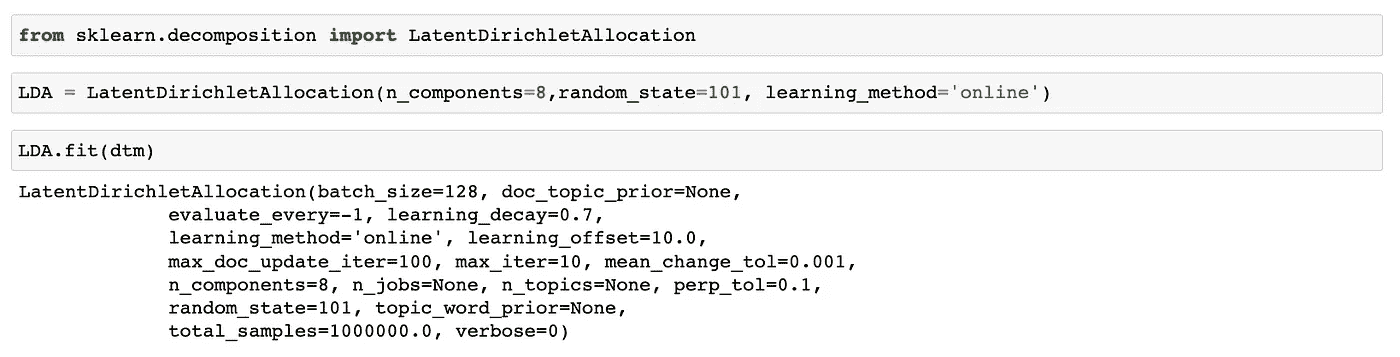 from sklearn.decomposition import LatentDirichletAllocation
LDA = LatentDirichletAllocation(n_components=8,random_state=101, learning_method='online')
LDA.fit(dtm)
LatentDirichletAllocation(batch_size=128, doc_topic_prior=None,
             evaluate_every=-1, learning_decay=0.7,
             learning_method='online', learning_offset=10.0,
             max_doc_update_iter=100, max_iter=10, mean_change_tol=0.001,
             n_components=8, n_jobs=None, n_topics=None, perp_tol=0.1,
             random_state=101, topic_word_prior=None,
             total_samples=1000000.0, verbose=0)